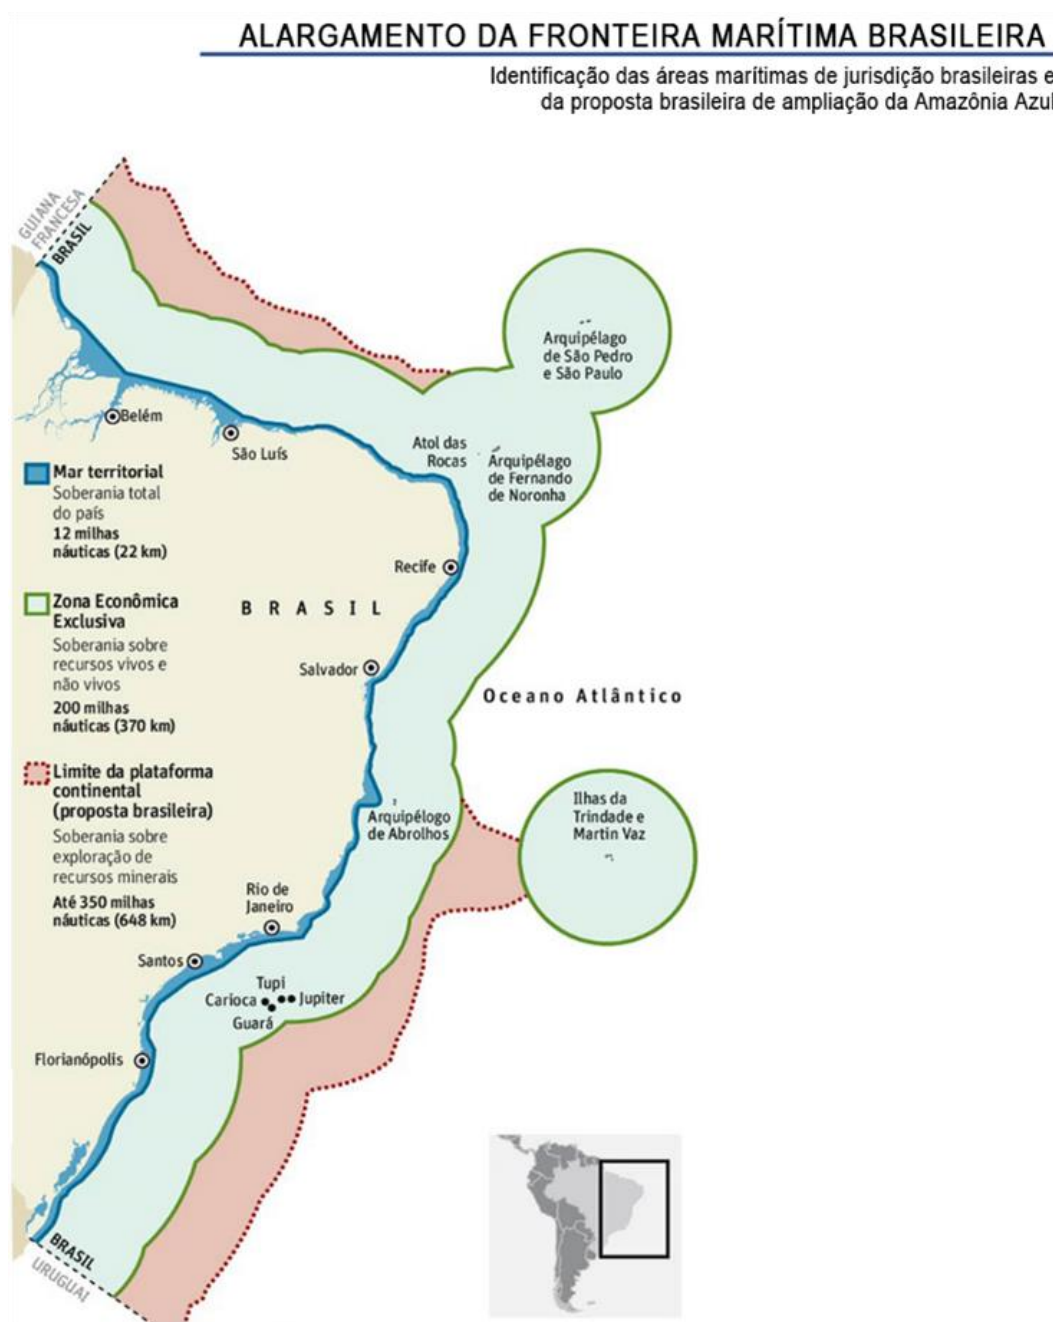 ALARGAMENTO DA FRONTEIRA MARÍTIMA BRASILEIRA
Identificação das áreas marítimas de jurisdição brasileiras e
da proposta brasileira de ampliação da Amazônia Azul
GUIANA
FRANCESA
BRASIL
Arquipélago
de São Pedro
e São Paulo
Belém
São Luís
Atol das
Rocas
Arquipélago
de Fernando
de Noronha
Mar territorial
Soberania total
do país
12 milhas
náuticas (22 km)
Recife
Zona Econômica
Exclusiva
Soberania sobre
recursos vivos e
não vivos
200 milhas
náuticas (370 km)
BRASIL
Salvador
Oceano Atlântico
Limite da plataforma
continental
(proposta brasileira)
Soberania sobre
exploração de
recursos minerais
Até 350 milhas
náuticas (648 km)
Arquipélogo
de Abrolhos
Ilhas da
Trindade e
Martin Vaz
Rio de
Janeiro
Santos
Tupi
Carioca
Jupiter
Guará
Florianópolis
BRASIL
URUGUAI